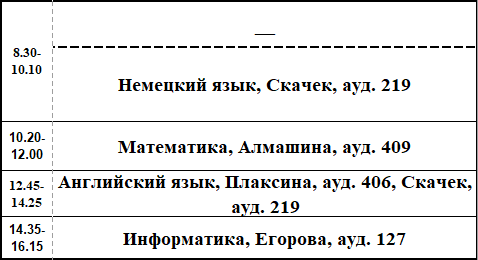 —
8.30-
10.10
Немецкий язык, Скачек, ауд. 219
10.20-
12.00
Математика, Алмашина, ауд. 409
12.45-
14.25
Английский язык, Плаксина, ауд. 406, Скачек,
ауд. 219
14.35-
16.15
Информатика, Егорова, ауд. 127